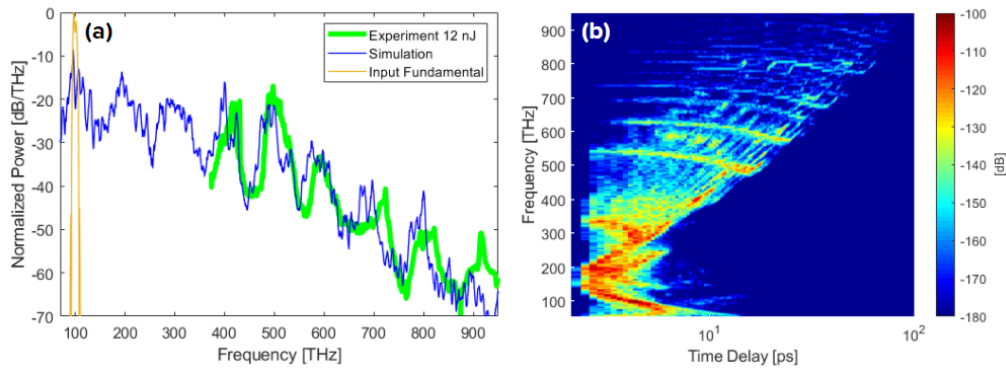 (a)
Experiment 12 nJ
Simulation
Input Fundamental
Normalized Power [dB/THz]
0
-10
-20
-30
-40
-50
-60
-70
100 200 300 400 500 600 700 800 900
Frequency [THz]
(b)
Frequency [THz]
900
800
700
600
500
400
300
200
100
10^1 10^2
Time Delay [ps]
-100
-110
-120
-130
-140
-150
-160
-170
-180
[dB]